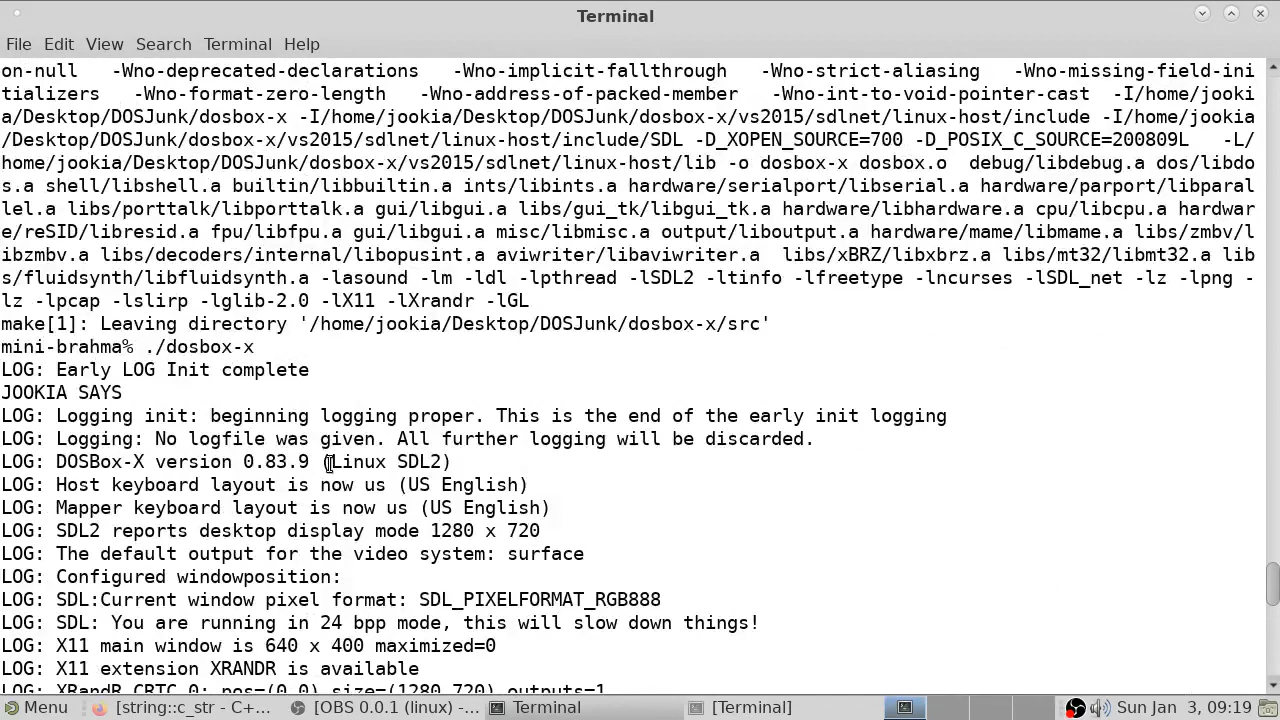 Terminal
File Edit View Search Terminal Help
on-null -Wno-deprecated-declarations -Wno-implicit-fallthrough -Wno-strict-aliasing -Wno-missing-field-ini
tializers -Wno-format-zero-length -Wno-address-of-packed-member -Wno-int-to-void-pointer-cast -I/home/jooki
a/Desktop/DOSJunk/dosbox-x -I/home/jookia/Desktop/DOSJunk/dosbox-x/vs2015/sdlnet/linux-host/include -I/home/jookia
/Desktop/DOSJunk/dosbox-x/vs2015/sdlnet/linux-host/include/SDL -D_XOPEN_SOURCE=700 -D_POSIX_C_SOURCE=200809L -L/
home/jookia/Desktop/DOSJunk/dosbox-x/vs2015/sdlnet/linux-host/lib -o dosbox-x dosbox.o debug/libdebug.a dos/libdo
s.a shell/libshell.a builtin/libbuiltin.a ints/libints.a hardware/serialport/libserial.a hardware/parport/libparal
lel.a libs/porttalk/libporttalk.a gui/libgui.a libs/gui_tk/libgui_tk.a hardware/libhardware.a cpu/libcpu.a hardwar
e/reSID/libresid.a fpu/libfpu.a gui/libgui.a misc/libmisc.a output/liboutput.a hardware/mame/libmame.a libs/zmbv/l
ibzmbv.a libs/decoders/internal/libopusint.a aviwriter/libaviwriter.a libs/xBRZ/libxbrz.a libs/mt32/libmt32.a lib
s/fluidsynth/libfluidsynth.a -lasound -lm -ldl -lpthread -lSDL2 -ltinfo -lfreetype -lncurses -lSDL_net -lz -lpng -
lz -lpcap -lslirp -lglib-2.0 -lX11 -lXrandr -lGL
make[1]: Leaving directory '/home/jookia/Desktop/DOSJunk/dosbox-x/src'
mini-brahma% ./dosbox-x
LOG: Early LOG Init complete
JOOKIA SAYS
LOG: Logging init: beginning logging proper. This is the end of the early init logging
LOG: Logging: No logfile was given. All further logging will be discarded.
LOG: DOSBox-X version 0.83.9 (Linux SDL2)
LOG: Host keyboard layout is now us (US English)
LOG: Mapper keyboard layout is now us (US English)
LOG: SDL2 reports desktop display mode 1280 x 720
LOG: The default output for the video system: surface
LOG: Configured windowposition:
LOG: SDL:Current window pixel format: SDL_PIXELFORMAT_RGB888
LOG: SDL: You are running in 24 bpp mode, this will slow down things!
LOG: X11 main window is 640 x 400 maximized=0
LOG: X11 extension XRANDR is available
LOG: XRandR CRTC 0: pos=(0,0) size=(1280,720) outputs=1
Menu [string::c_str - C+... [OBS 0.0.1 (linux) -... Terminal [Terminal] Sun Jan 3, 09:19